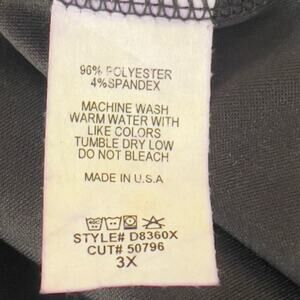 96% POLYESTER
4%SPANDEX
MACHINE WASH
WARM WATER WITH
LIKE COLORS
TUMBLE DRY LOW
DO NOT BLEACH
MADE IN U.S.A
STYLE# D8360X
CUT# 50796
3X